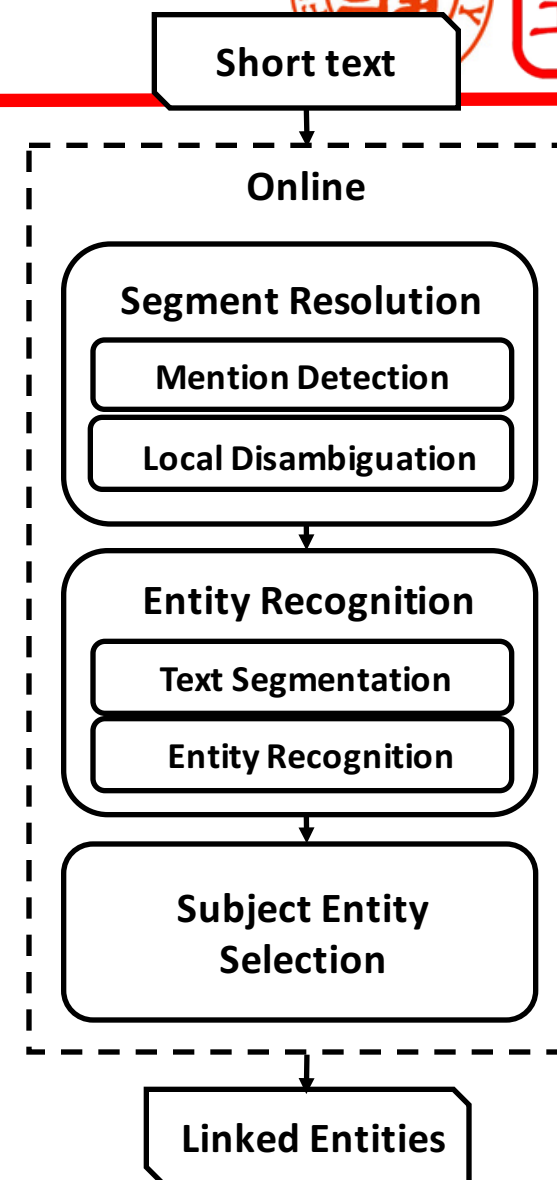 Short text
Online
Segment Resolution
Mention Detection
Local Disambiguation
Entity Recognition
Text Segmentation
Entity Recognition
Subject Entity
Selection
Linked Entities